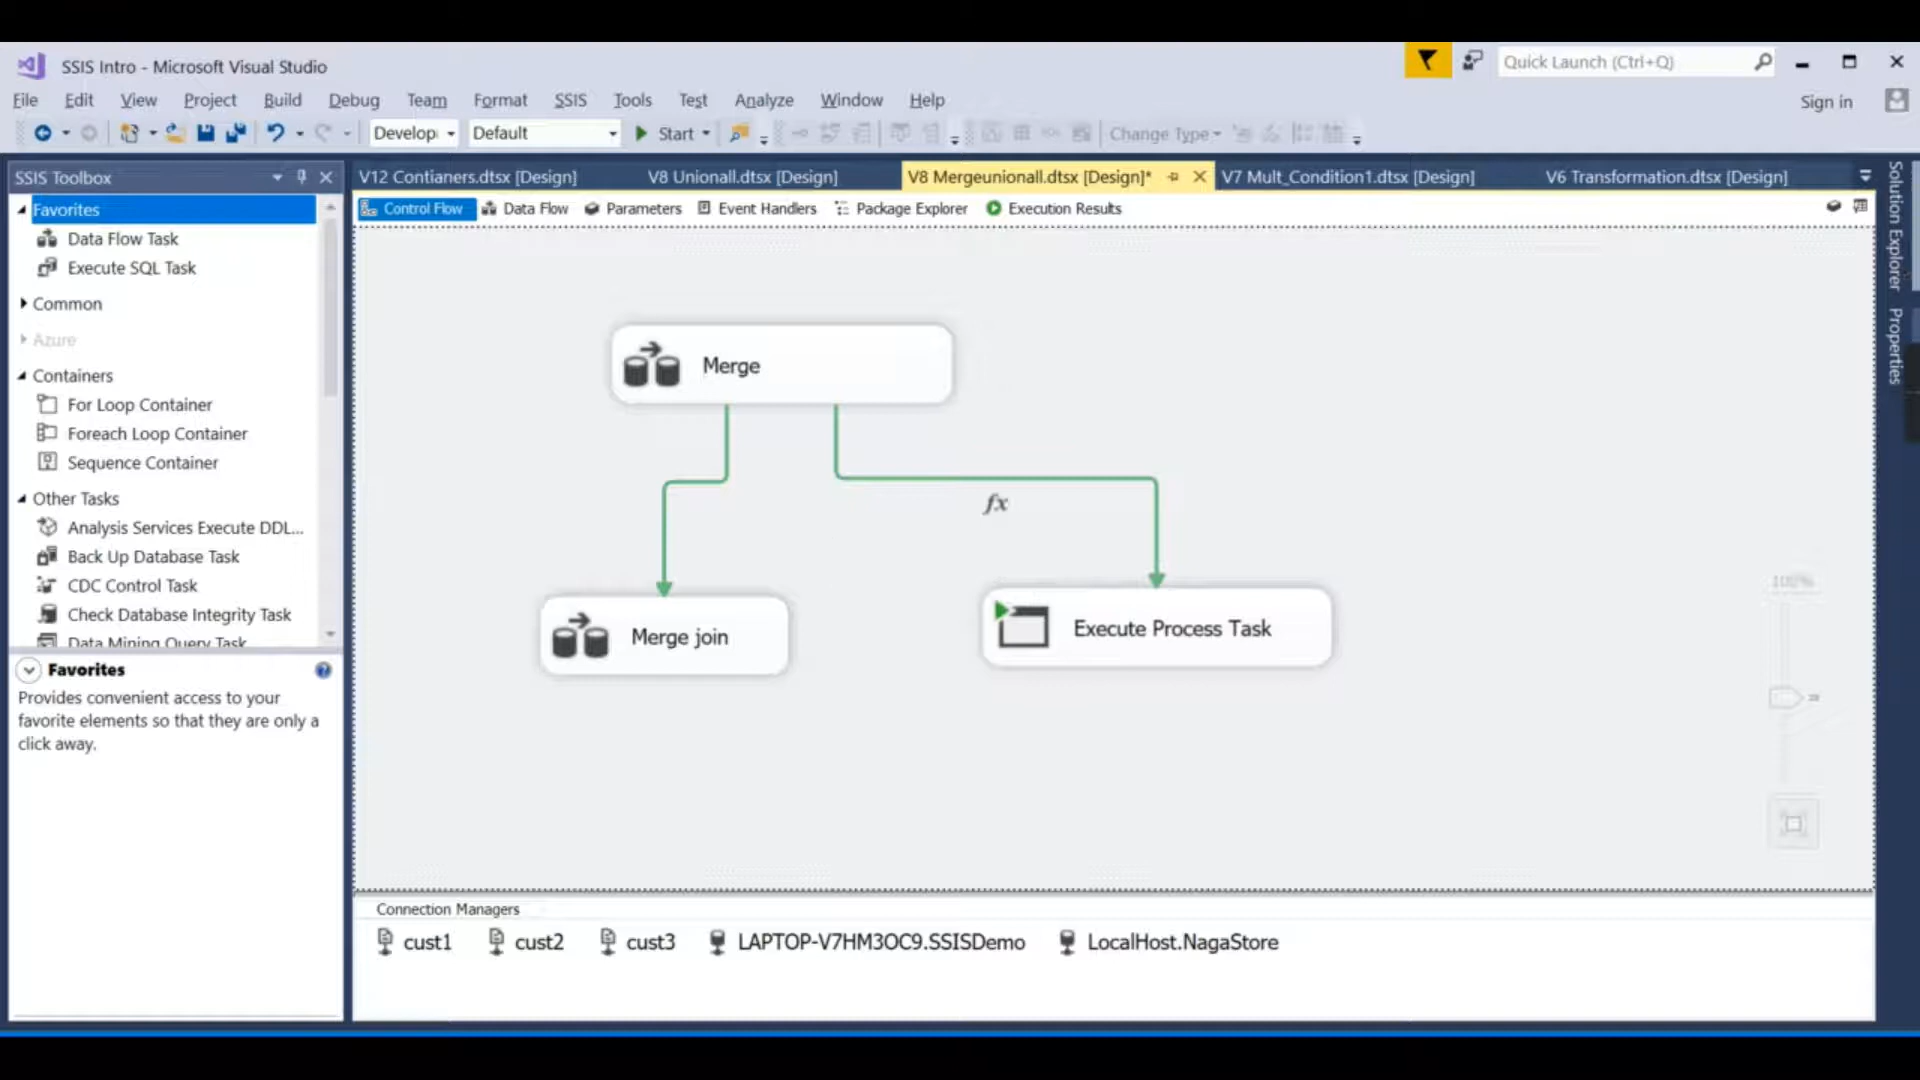 SSIS Intro - Microsoft Visual Studio
Quick Launch (Ctrl+Q)
File Edit View Project Build Debug Team Format SSIS Tools Test Analyze Window Help
Sign in
Develop Default Start Change Type
SSIS Toolbox
Favorites
Data Flow Task
Execute SQL Task
Common
Azure
Containers
For Loop Container
Foreach Loop Container
Sequence Container
Other Tasks
Analysis Services Execute DDL...
Back Up Database Task
CDC Control Task
Check Database Integrity Task
Data Mining Query Task
Favorites
Provides convenient access to your
favorite elements so that they are only a
click away.
V12 Contianers.dtsx [Design] V8 Unionall.dtsx [Design] V8 Mergeunionall.dtsx [Design]* V7 Mult_Condition1.dtsx [Design] V6 Transformation.dtsx [Design]
Control Flow Data Flow Parameters Event Handlers Package Explorer Execution Results
Merge
fx
Merge join
Execute Process Task
100%
Connection Managers
cust1 cust2 cust3 LAPTOP-V7HM3OC9.SSISDemo LocalHost.NagaStore
Solution Explorer
Properties